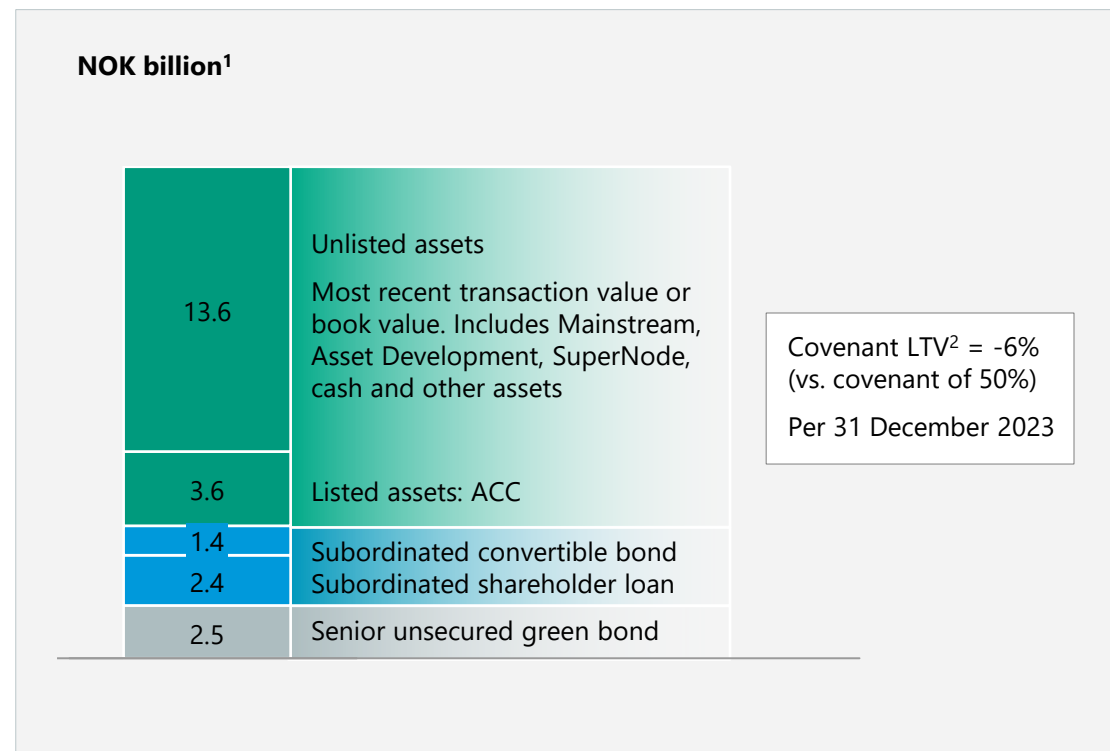 NOK billion¹
13.6
Unlisted assets
Most recent transaction value or
book value. Includes Mainstream,
Asset Development, SuperNode,
cash and other assets
3.6
Listed assets: ACC
1.4
Subordinated convertible bond
2.4
Subordinated shareholder loan
2.5
Senior unsecured green bond
Covenant LTV² = -6%
(vs. covenant of 50%)
Per 31 December 2023